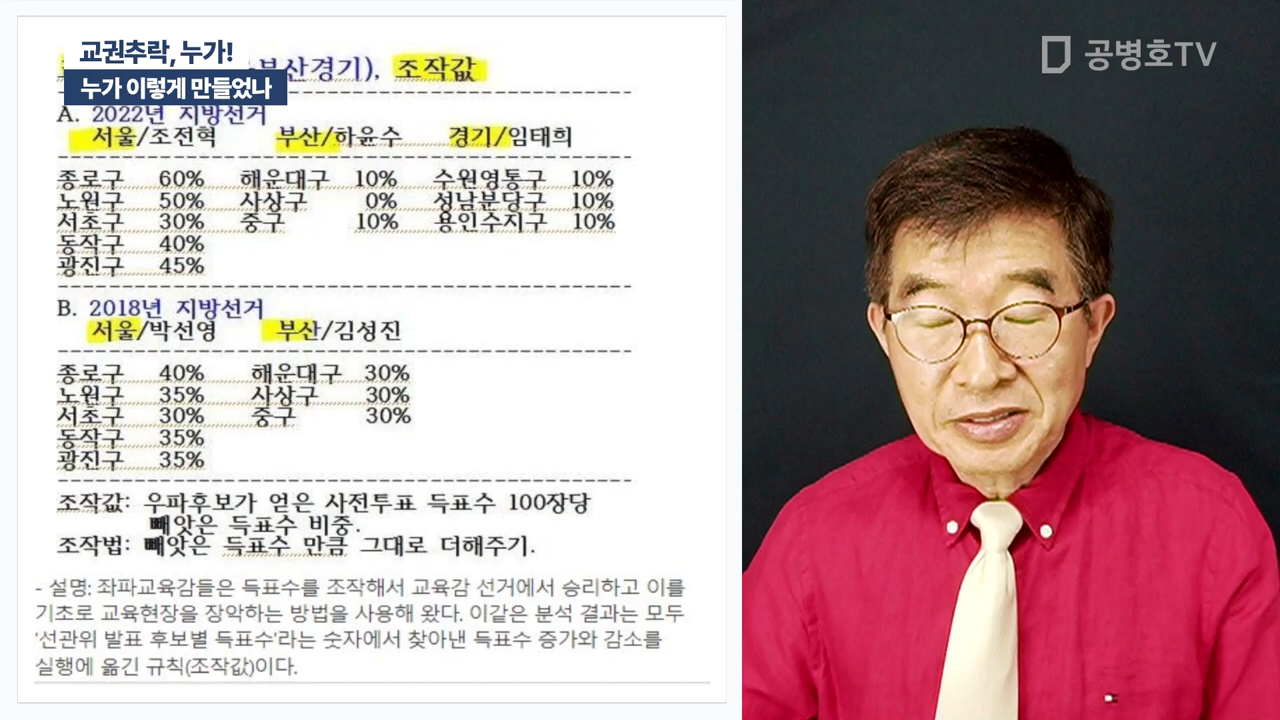 교권추락, 누가!
누가 이렇게 만들었나
부산경기), 조작값
A. 2022년 지방선거
서울/조전혁 부산/하윤수 경기/임태희
종로구 60% 해운대구 10% 수원영통구 10%
노원구 50% 사상구 0% 성남분당구 10%
서초구 30% 중구 10% 용인수지구 10%
동작구 40%
광진구 45%
B. 2018년 지방선거
서울/박선영 부산/김성진
종로구 40% 해운대구 30%
노원구 35% 사상구 30%
서초구 30% 중구 30%
동작구 35%
광진구 35%
조작값: 우파후보가 얻은 사전투표 득표수 100장당
빼앗은 득표수 비중.
조작법: 빼앗은 득표수 만큼 그대로 더해주기.
- 설명: 좌파교육감들은 득표수를 조작해서 교육감 선거에서 승리하고 이를
기초로 교육현장을 장악하는 방법을 사용해 왔다. 이같은 분석 결과는 모두
'선관위 발표 후보별 득표수'라는 숫자에서 찾아낸 득표수 증가와 감소를
실행에 옮긴 규칙(조작값)이다.
공병호TV